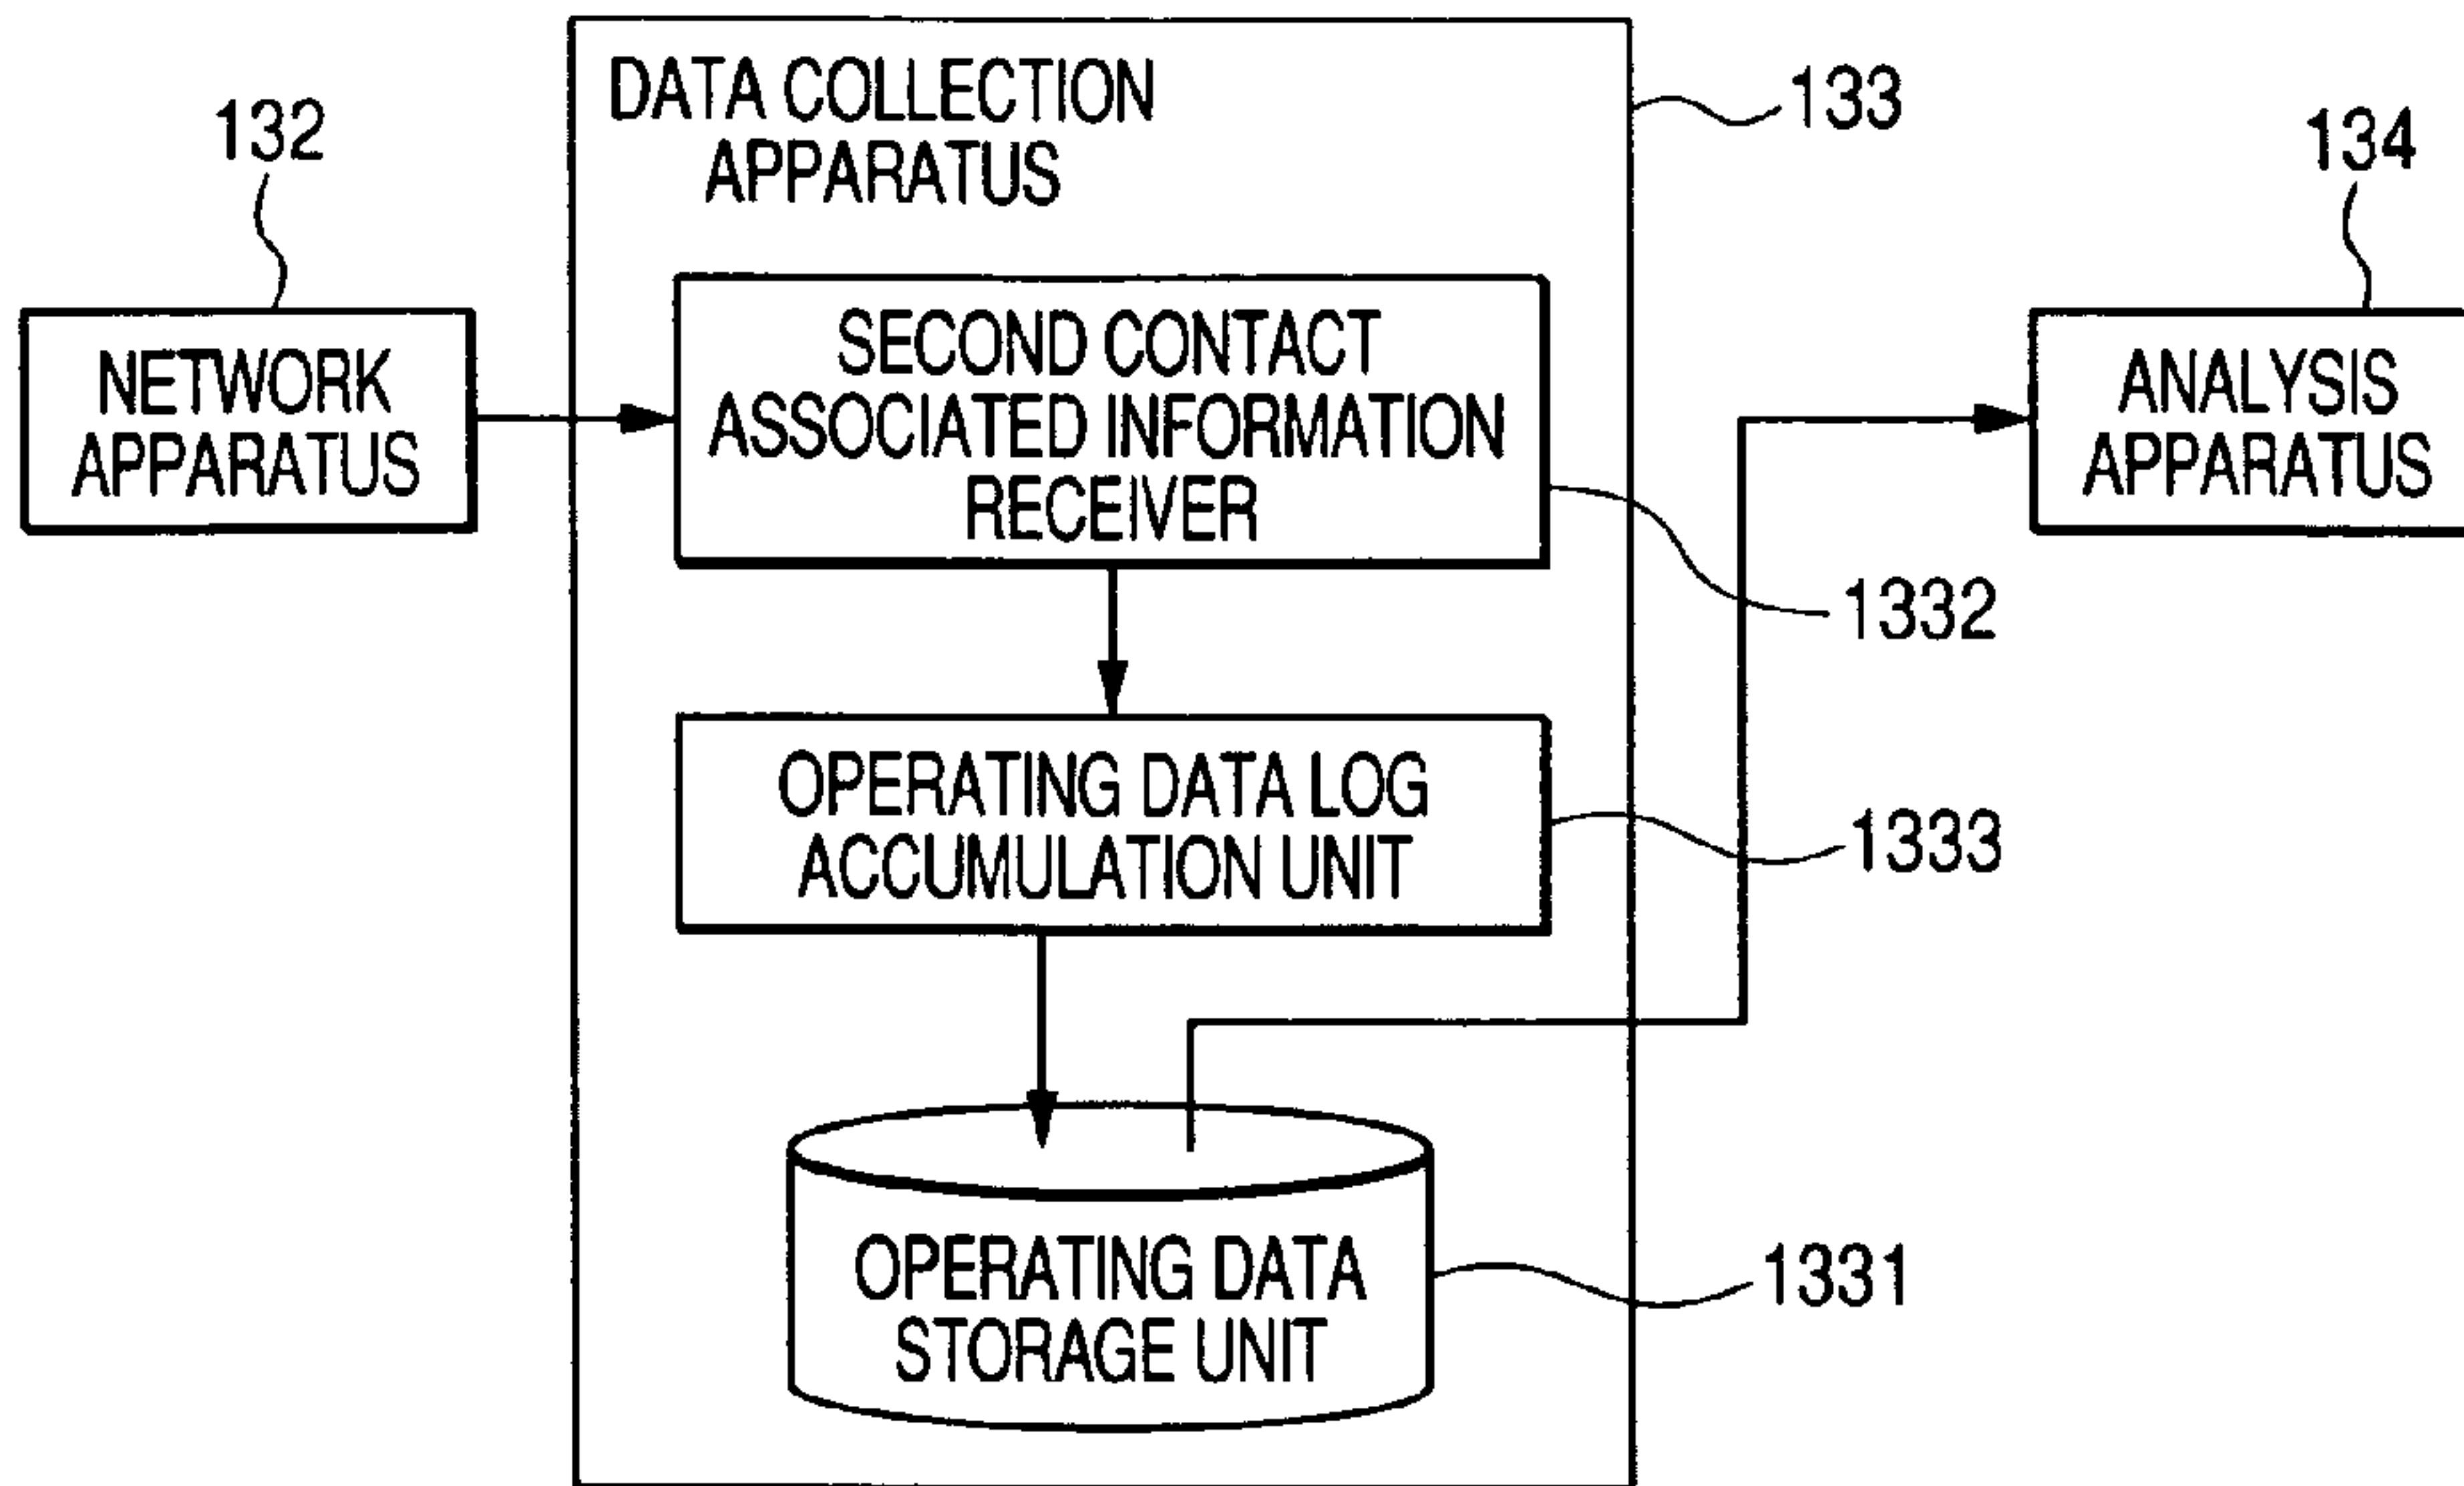 132
NETWORK
APPARATUS
DATA COLLECTION
APPARATUS
133
SECOND CONTACT
ASSOCIATED INFORMATION
RECEIVER
1332
OPERATING DATA LOG
ACCUMULATION UNIT
1333
OPERATING DATA
STORAGE UNIT
1331
134
ANALYSIS
APPARATUS